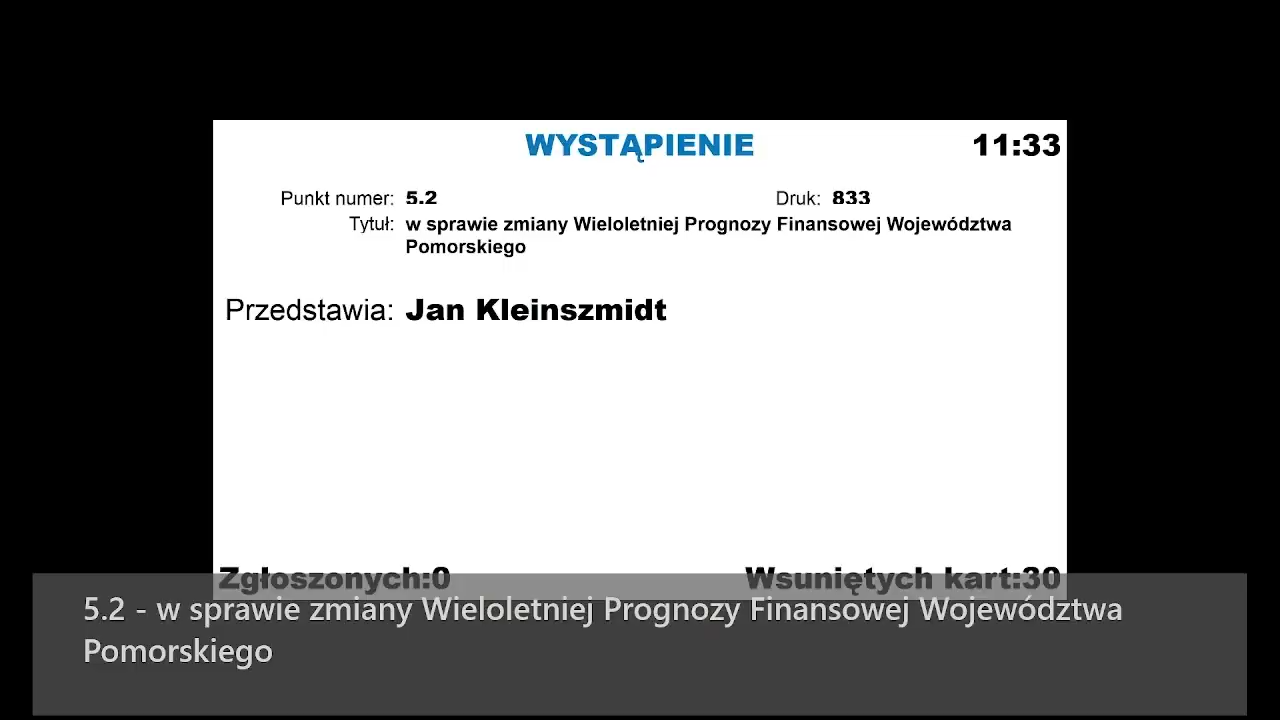 WYSTĄPIENIE 11:33
Punkt numer: 5.2 Druk: 833
Tytuł: w sprawie zmiany Wieloletniej Prognozy Finansowej Województwa
Pomorskiego
Przedstawia: Jan Kleinszmidt
Zgłoszonych:0 Wsuniętych kart:30
5.2 - w sprawie zmiany Wieloletniej Prognozy Finansowej Województwa
Pomorskiego